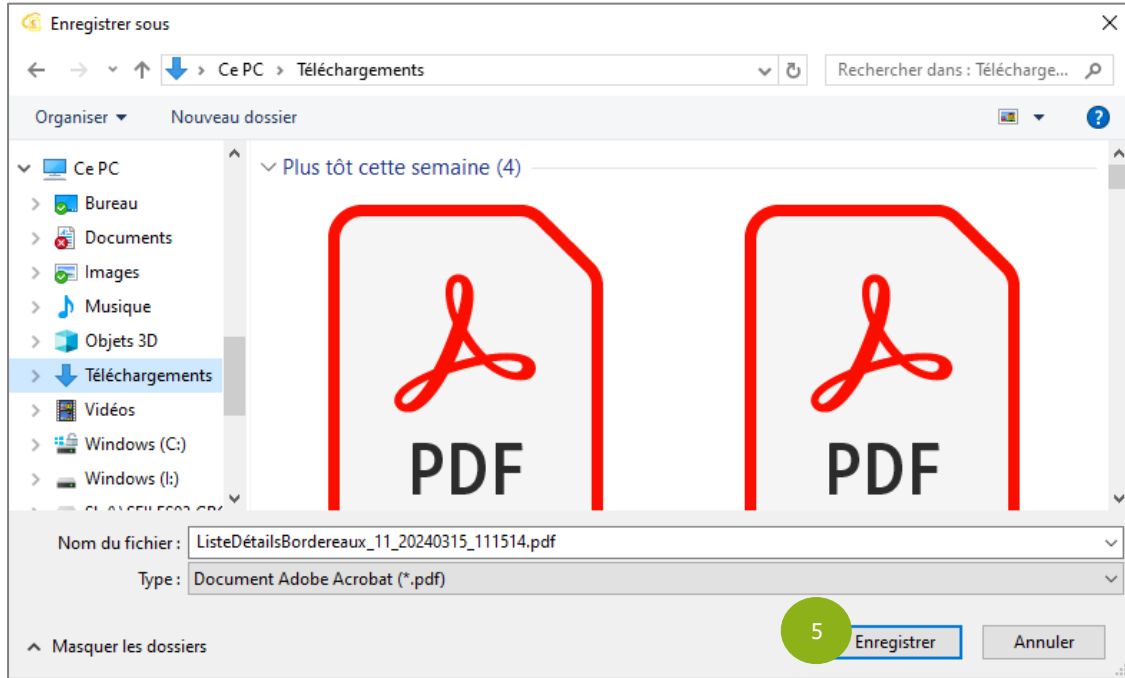 Enregistrer sous
Ce PC > Téléchargements
Rechercher dans : Télécharge...
Organiser
Nouveau dossier
Ce PC
Plus tôt cette semaine (4)
Bureau
Documents
Images
Musique
Objets 3D
Téléchargements
Vidéos
Windows (C:)
Windows (I:)
PDF PDF
Nom du fichier : ListeDétailsBordereaux_11_20240315_111514.pdf
Type : Document Adobe Acrobat (*.pdf)
Masquer les dossiers
5 Enregistrer Annuler